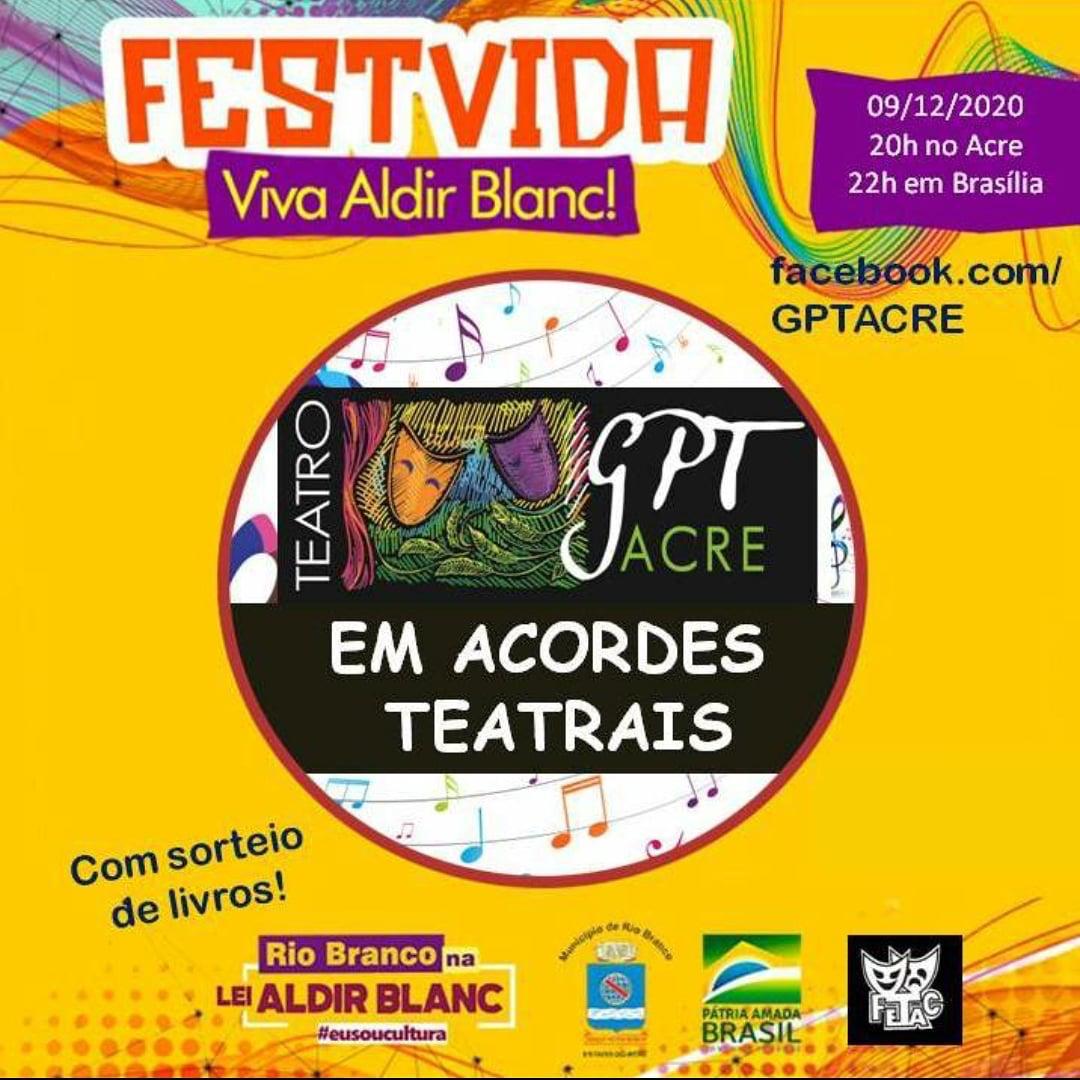 FESTVIDA
Viva Aldir Blanc!
09/12/2020
20h no Acre
22h em Brasília
facebook.com/
GPTACRE
TEATRO
GPT
ACRE
EM ACORDES
TEATRAIS
Com sorteio
de livros!
Rio Branco na
LEI ALDIR BLANC
#eusoucultura
Município de Rio Branco
PÁTRIA AMADA
BRASIL
FETAC